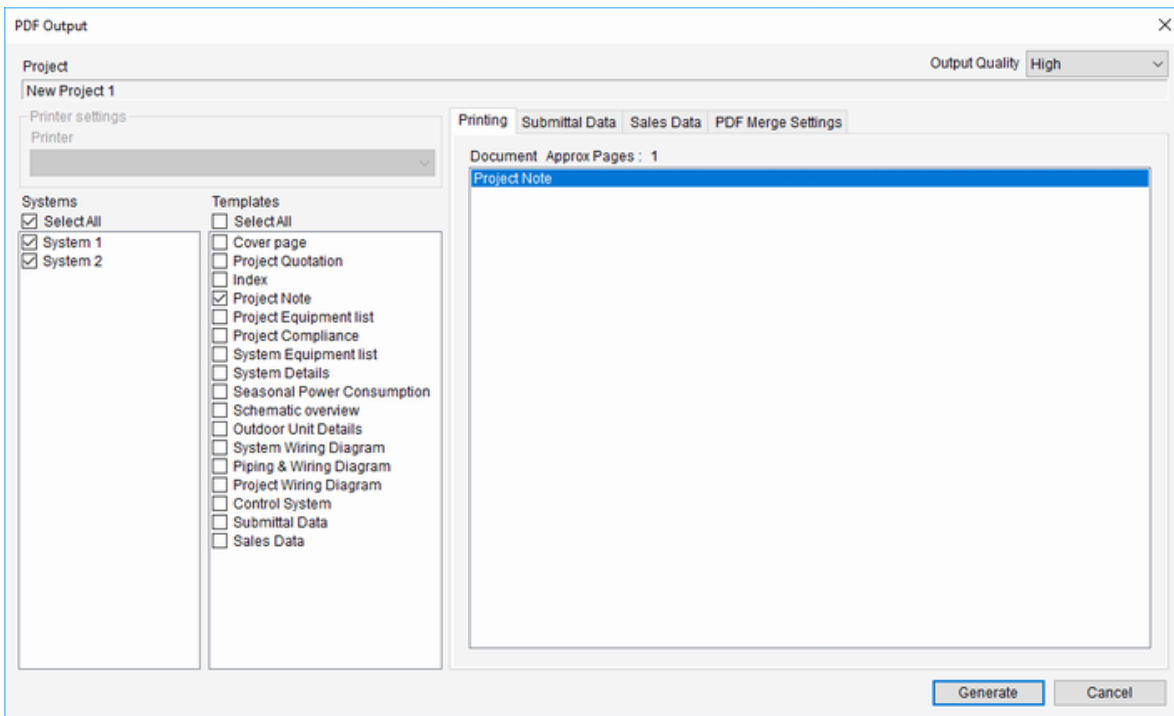 PDF Output
Project
Output Quality High
New Project 1
Printer settings
Printer
Systems
Select All
System 1
System 2
Templates
Select All
Cover page
Project Quotation
Index
Project Note
Project Equipment list
Project Compliance
System Equipment list
System Details
Seasonal Power Consumption
Schematic overview
Outdoor Unit Details
System Wiring Diagram
Piping & Wiring Diagram
Project Wiring Diagram
Control System
Submittal Data
Sales Data
Printing Submittal Data Sales Data PDF Merge Settings
Document Approx Pages : 1
Project Note
Generate Cancel